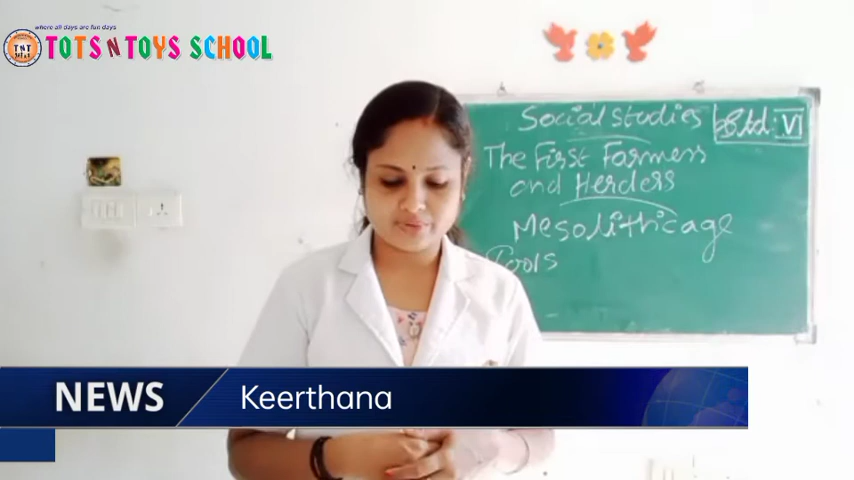 where all days are fun days
TOTS N TOYS SCHOOL
TNT
Social studies
Std: VI
The First Farmers
and Herders
Mesolithic age
Tools
NEWS
Keerthana